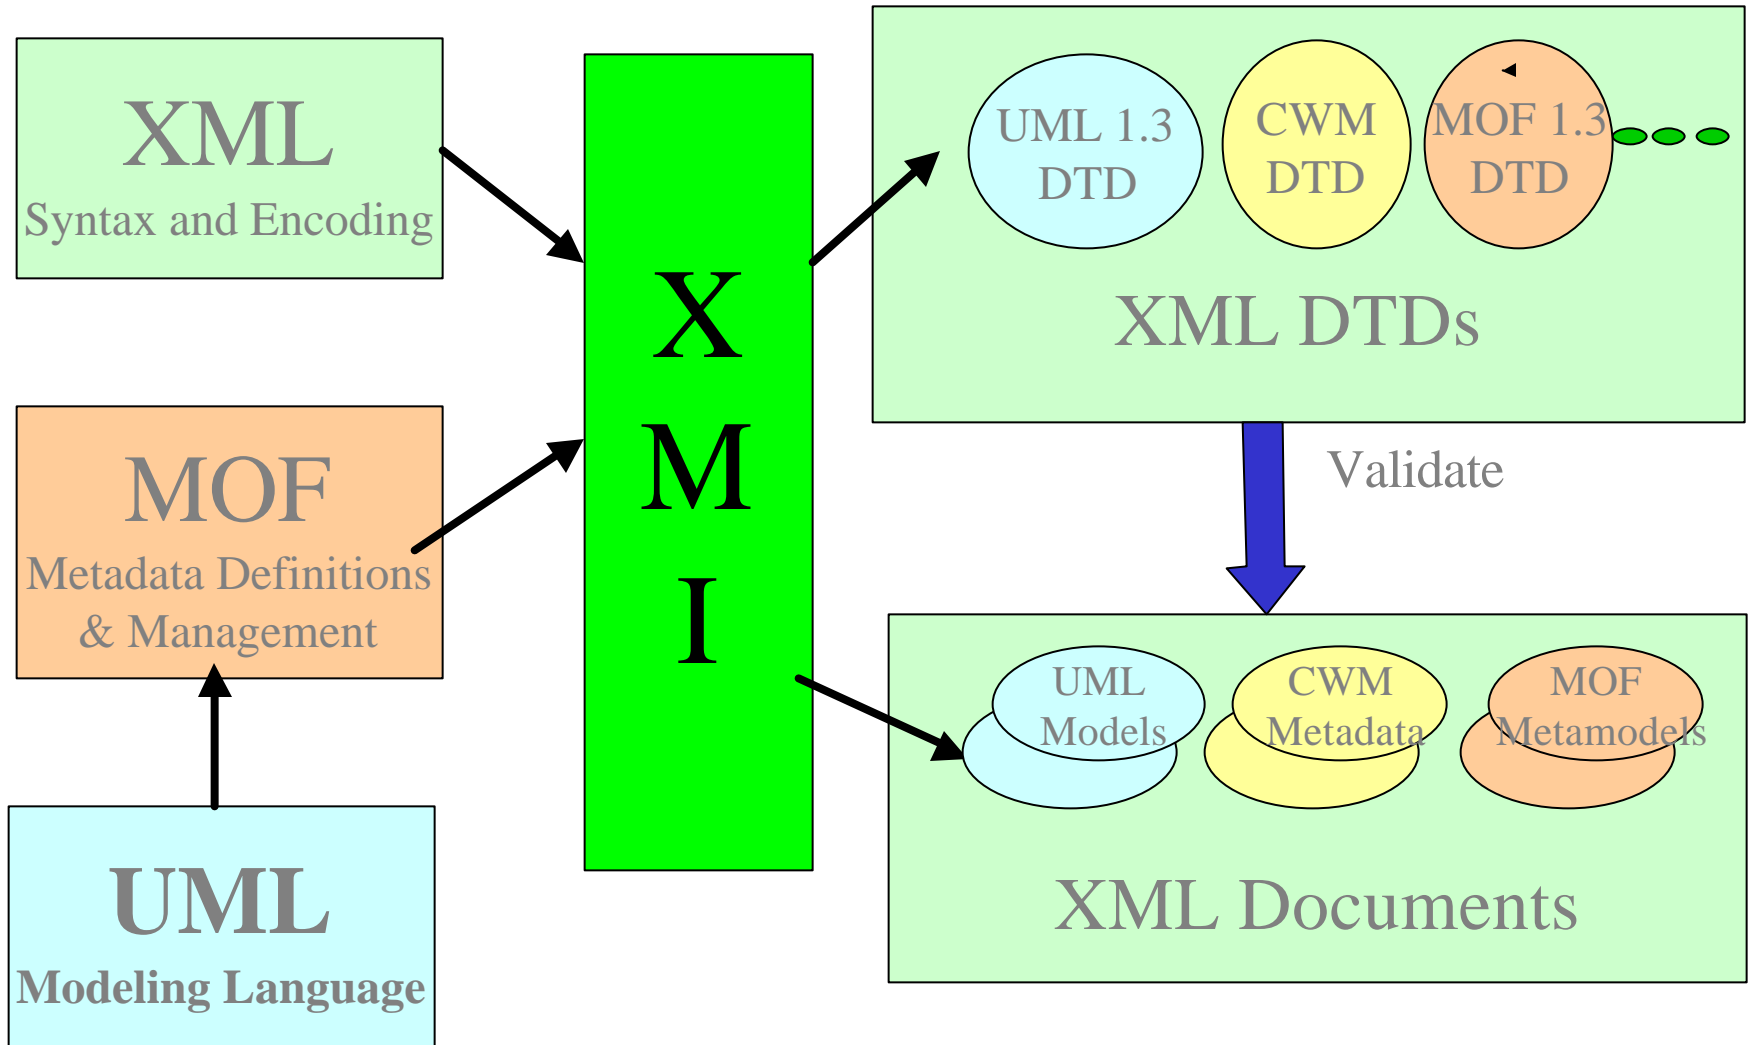 XML
Syntax and Encoding
MOF
Metadata Definitions
& Management
UML
Modeling Language
X
M
I
UML 1.3
DTD
CWM
DTD
MOF 1.3
DTD
XML DTDs
Validate
UML
Models
CWM
Metadata
MOF
Metamodels
XML Documents